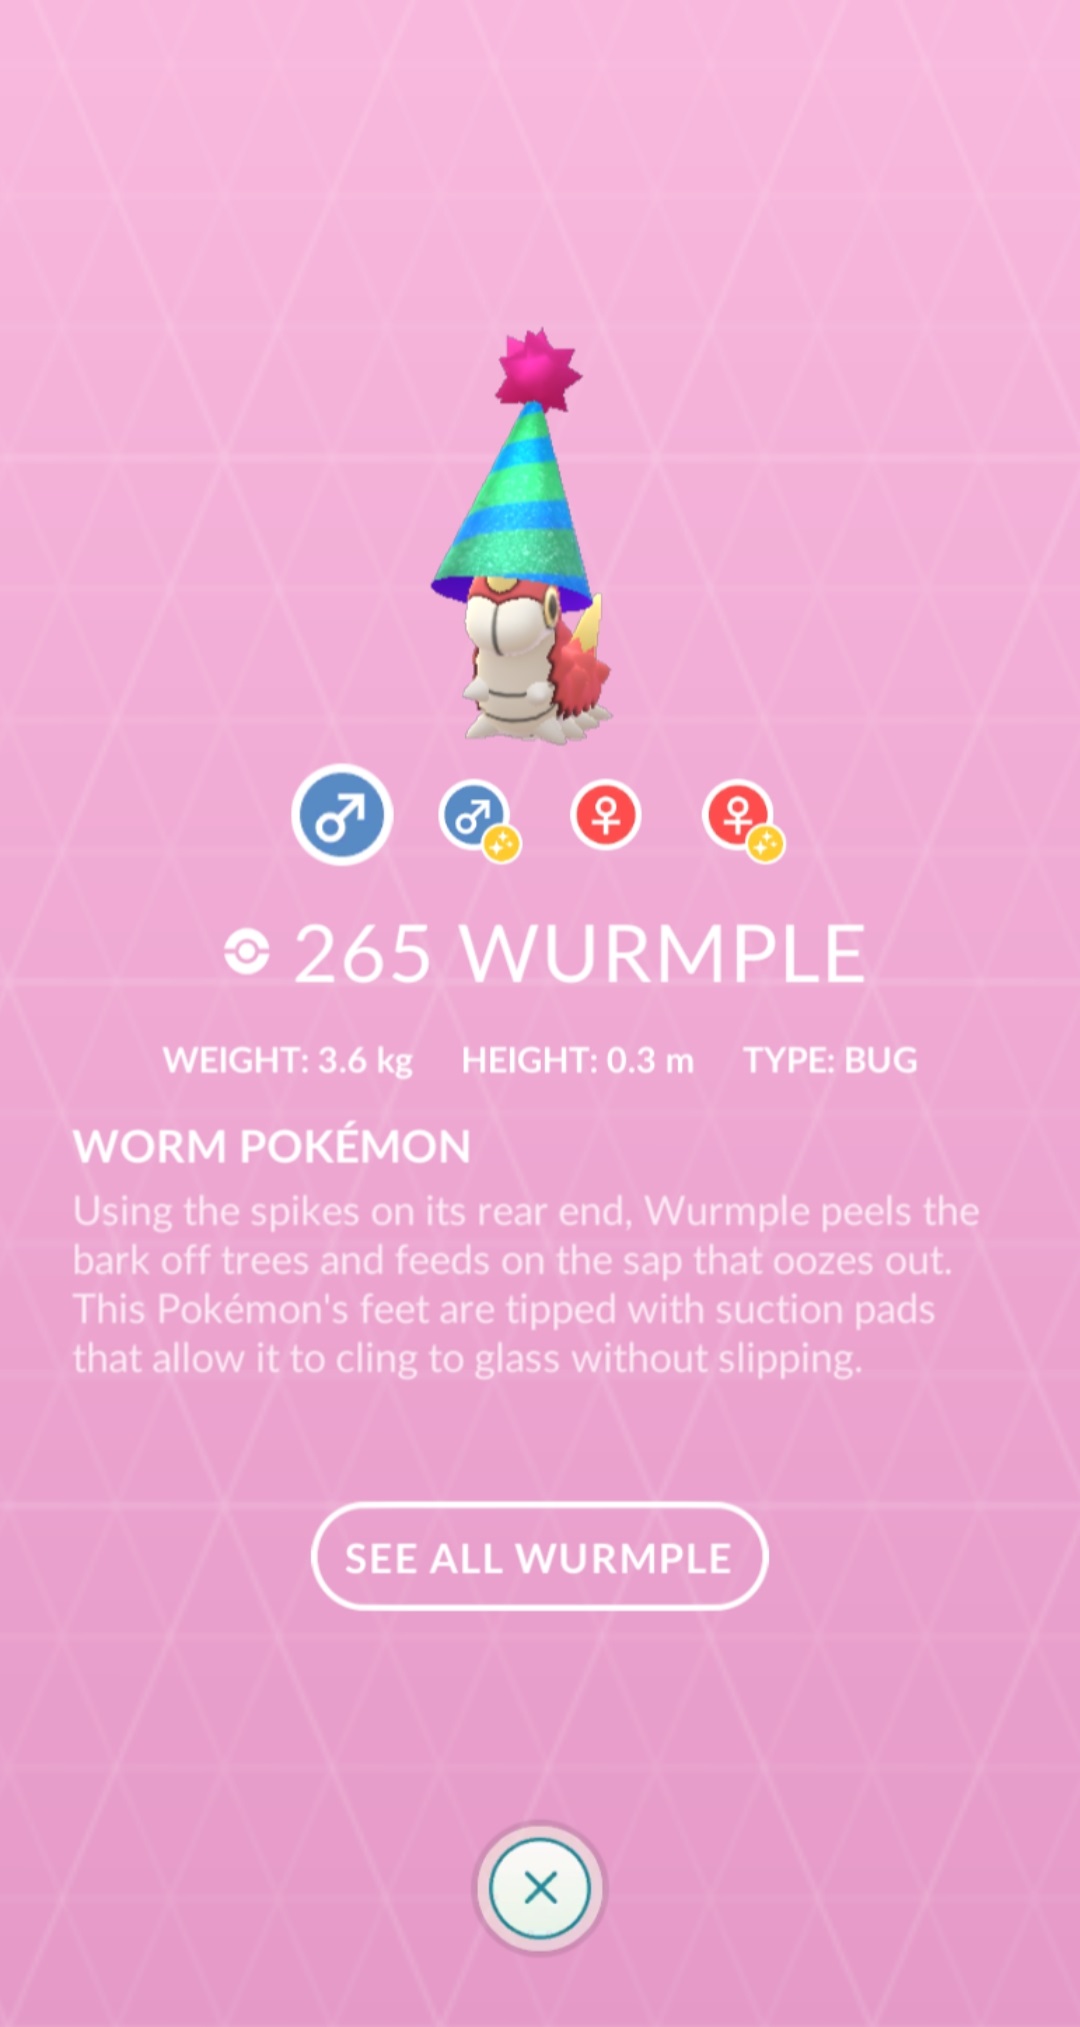 265 WURMPLE
WEIGHT: 3.6 kg HEIGHT: 0.3 m TYPE: BUG
WORM POKÉMON
Using the spikes on its rear end, Wurmple peels the
bark off trees and feeds on the sap that oozes out.
This Pokémon's feet are tipped with suction pads
that allow it to cling to glass without slipping.
SEE ALL WURMPLE